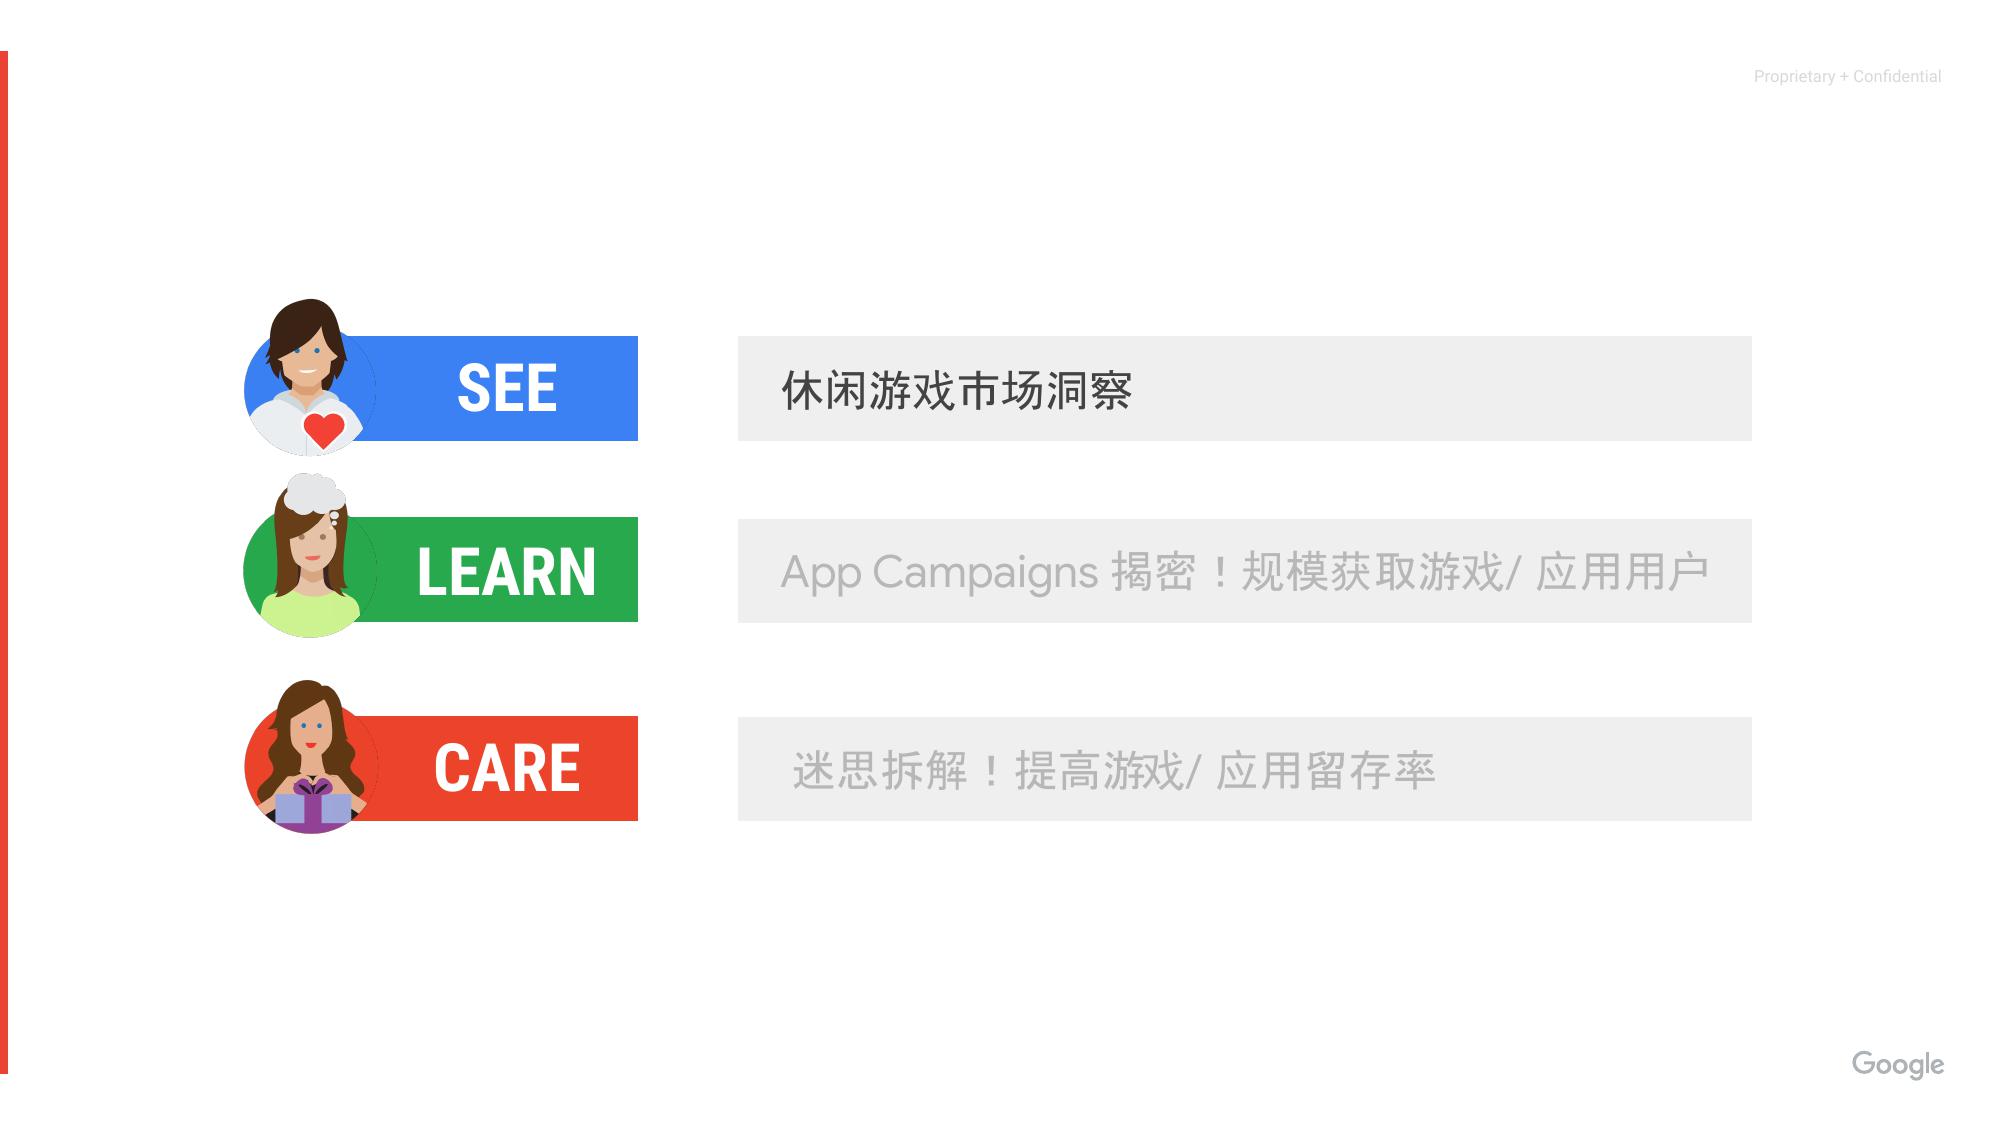 Proprietary + Confidential
SEE
休闲游戏市场洞察
LEARN
App Campaigns 揭密！规模获取游戏/ 应用用户
CARE
迷思拆解！提高游戏/ 应用留存率
Google